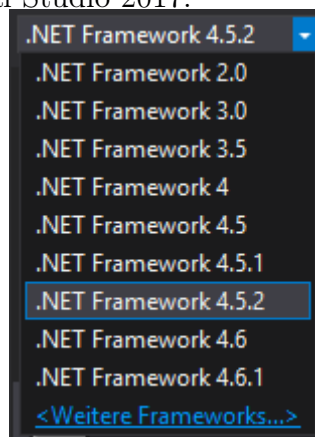 Studio 2017.
.NET Framework 4.5.2
.NET Framework 2.0
.NET Framework 3.0
.NET Framework 3.5
.NET Framework 4
.NET Framework 4.5
.NET Framework 4.5.1
.NET Framework 4.5.2
.NET Framework 4.6
.NET Framework 4.6.1
<Weitere Frameworks...>